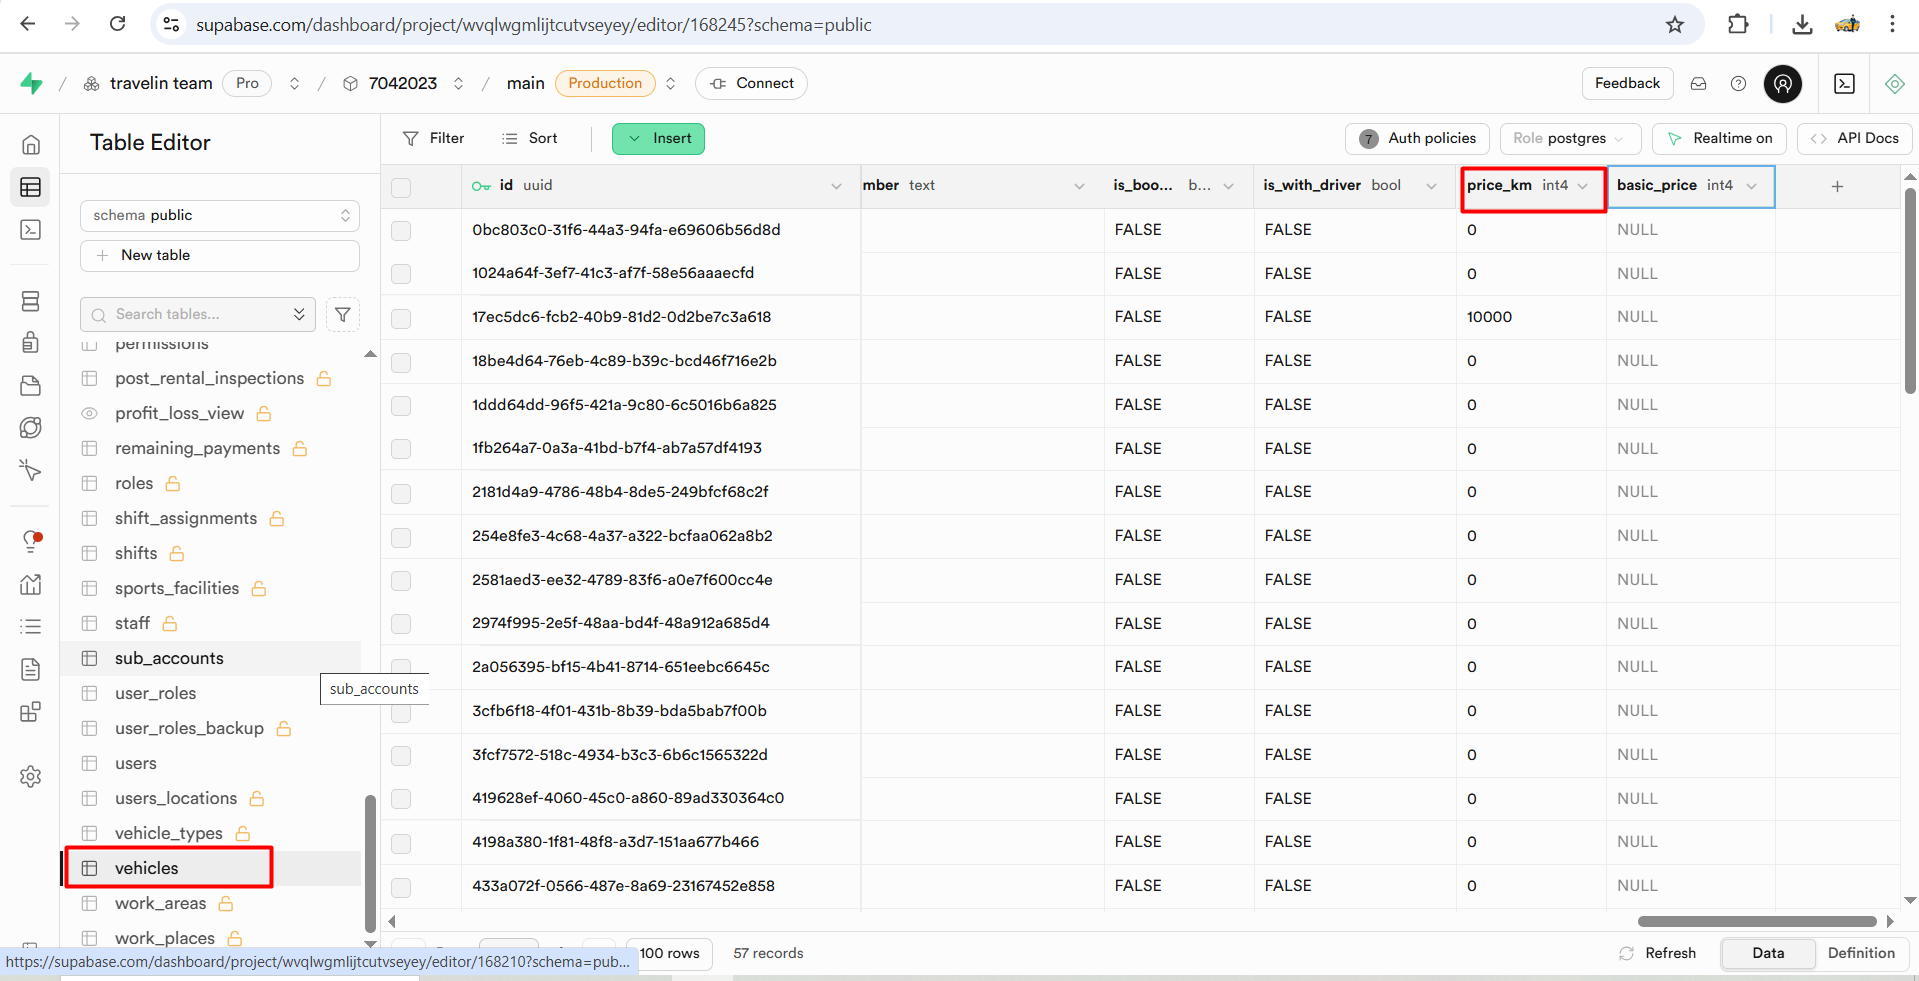 supabase.com/dashboard/project/wvqlwgmlijtcutvseyey/editor/168245?schema=public
travelin team Pro 7042023 main Production Connect Feedback
Table Editor
Filter Sort Insert 7 Auth policies Role postgres Realtime on API Docs
schema public
New table
Search tables...
permissions
post_rental_inspections
profit_loss_view
remaining_payments
roles
shift_assignments
shifts
sports_facilities
staff
sub_accounts
sub_accounts
user_roles
user_roles_backup
users
users_locations
vehicle_types
vehicles
work_areas
work_places
id uuid mber text is_boo... b... is_with_driver bool price_km int4 basic_price int4
0bc803c0-31f6-44a3-94fa-e69606b56d8d FALSE FALSE 0 NULL
1024a64f-3ef7-41c3-af7f-58e56aaaecfd FALSE FALSE 0 NULL
17ec5dc6-fcb2-40b9-81d2-0d2be7c3a618 FALSE FALSE 10000 NULL
18be4d64-76eb-4c89-b39c-bcd46f716e2b FALSE FALSE 0 NULL
1ddd64dd-96f5-421a-9c80-6c5016b6a825 FALSE FALSE 0 NULL
1fb264a7-0a3a-41bd-b7f4-ab7a57df4193 FALSE FALSE 0 NULL
2181d4a9-4786-48b4-8de5-249bfcf68c2f FALSE FALSE 0 NULL
254e8fe3-4c68-4a37-a322-bcfaa062a8b2 FALSE FALSE 0 NULL
2581aed3-ee32-4789-83f6-a0e7f600cc4e FALSE FALSE 0 NULL
2974f995-2e5f-48aa-bd4f-48a912a685d4 FALSE FALSE 0 NULL
2a056395-bf15-4b41-8714-651eebc6645c FALSE FALSE 0 NULL
3cfb6f18-4f01-431b-8b39-bda5bab7f00b FALSE FALSE 0 NULL
3fcf7572-518c-4934-b3c3-6b6c1565322d FALSE FALSE 0 NULL
419628ef-4060-45c0-a860-89ad330364c0 FALSE FALSE 0 NULL
4198a380-1f81-48f8-a3d7-151aa677b466 FALSE FALSE 0 NULL
433a072f-0566-487e-8a69-23167452e858 FALSE FALSE 0 NULL
https://supabase.com/dashboard/project/wvqlwgmlijtcutvseyey/editor/168210?schema=pub...
100 rows 57 records Refresh Data Definition